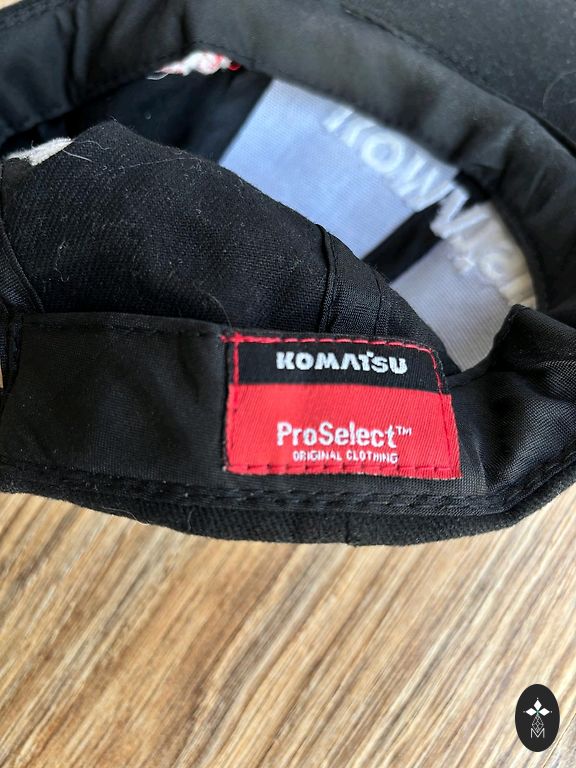 KOMATSU
ProSelect™
ORIGINAL CLOTHING